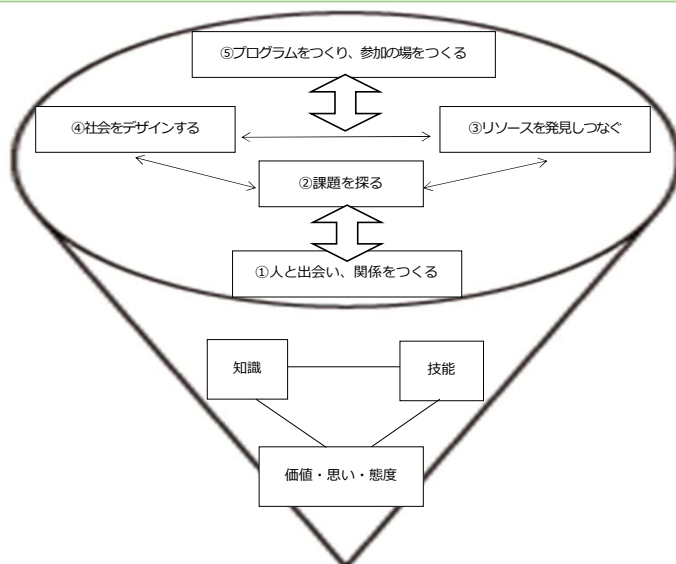 ⑤プログラムをつくり、参加の場をつくる
④社会をデザインする
③リソースを発見しつなぐ
②課題を探る
①人と出会い、関係をつくる
知識
技能
価値・思い・態度